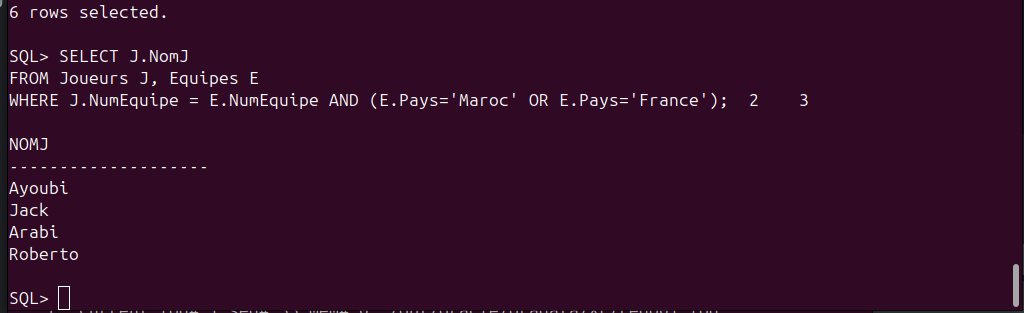 6 rows selected.
SQL> SELECT J.NomJ
FROM Joueurs J, Equipes E
WHERE J.NumEquipe = E.NumEquipe AND (E.Pays='Maroc' OR E.Pays='France');  2    3
NOMJ
--------------------
Ayoubi
Jack
Arabi
Roberto
SQL>